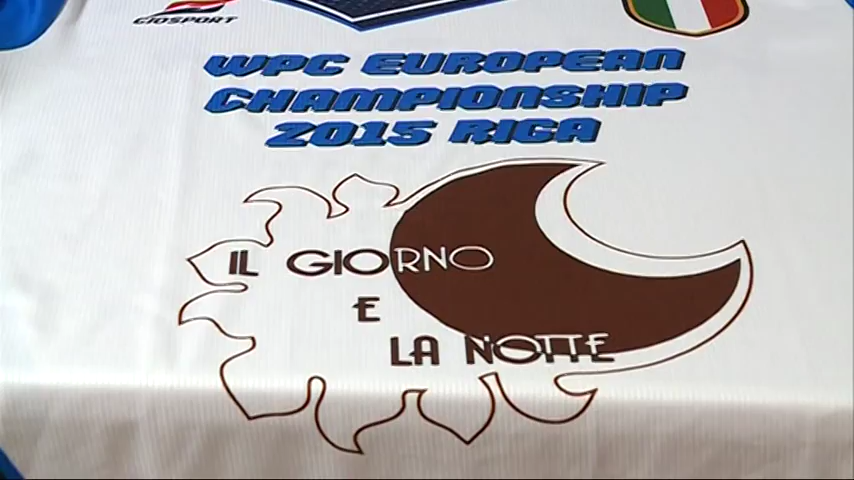 GIOSPORT
WPC EUROPEAN
CHAMPIONSHIP
2015 RIGA
IL GIORNO
E
LA NOTTE